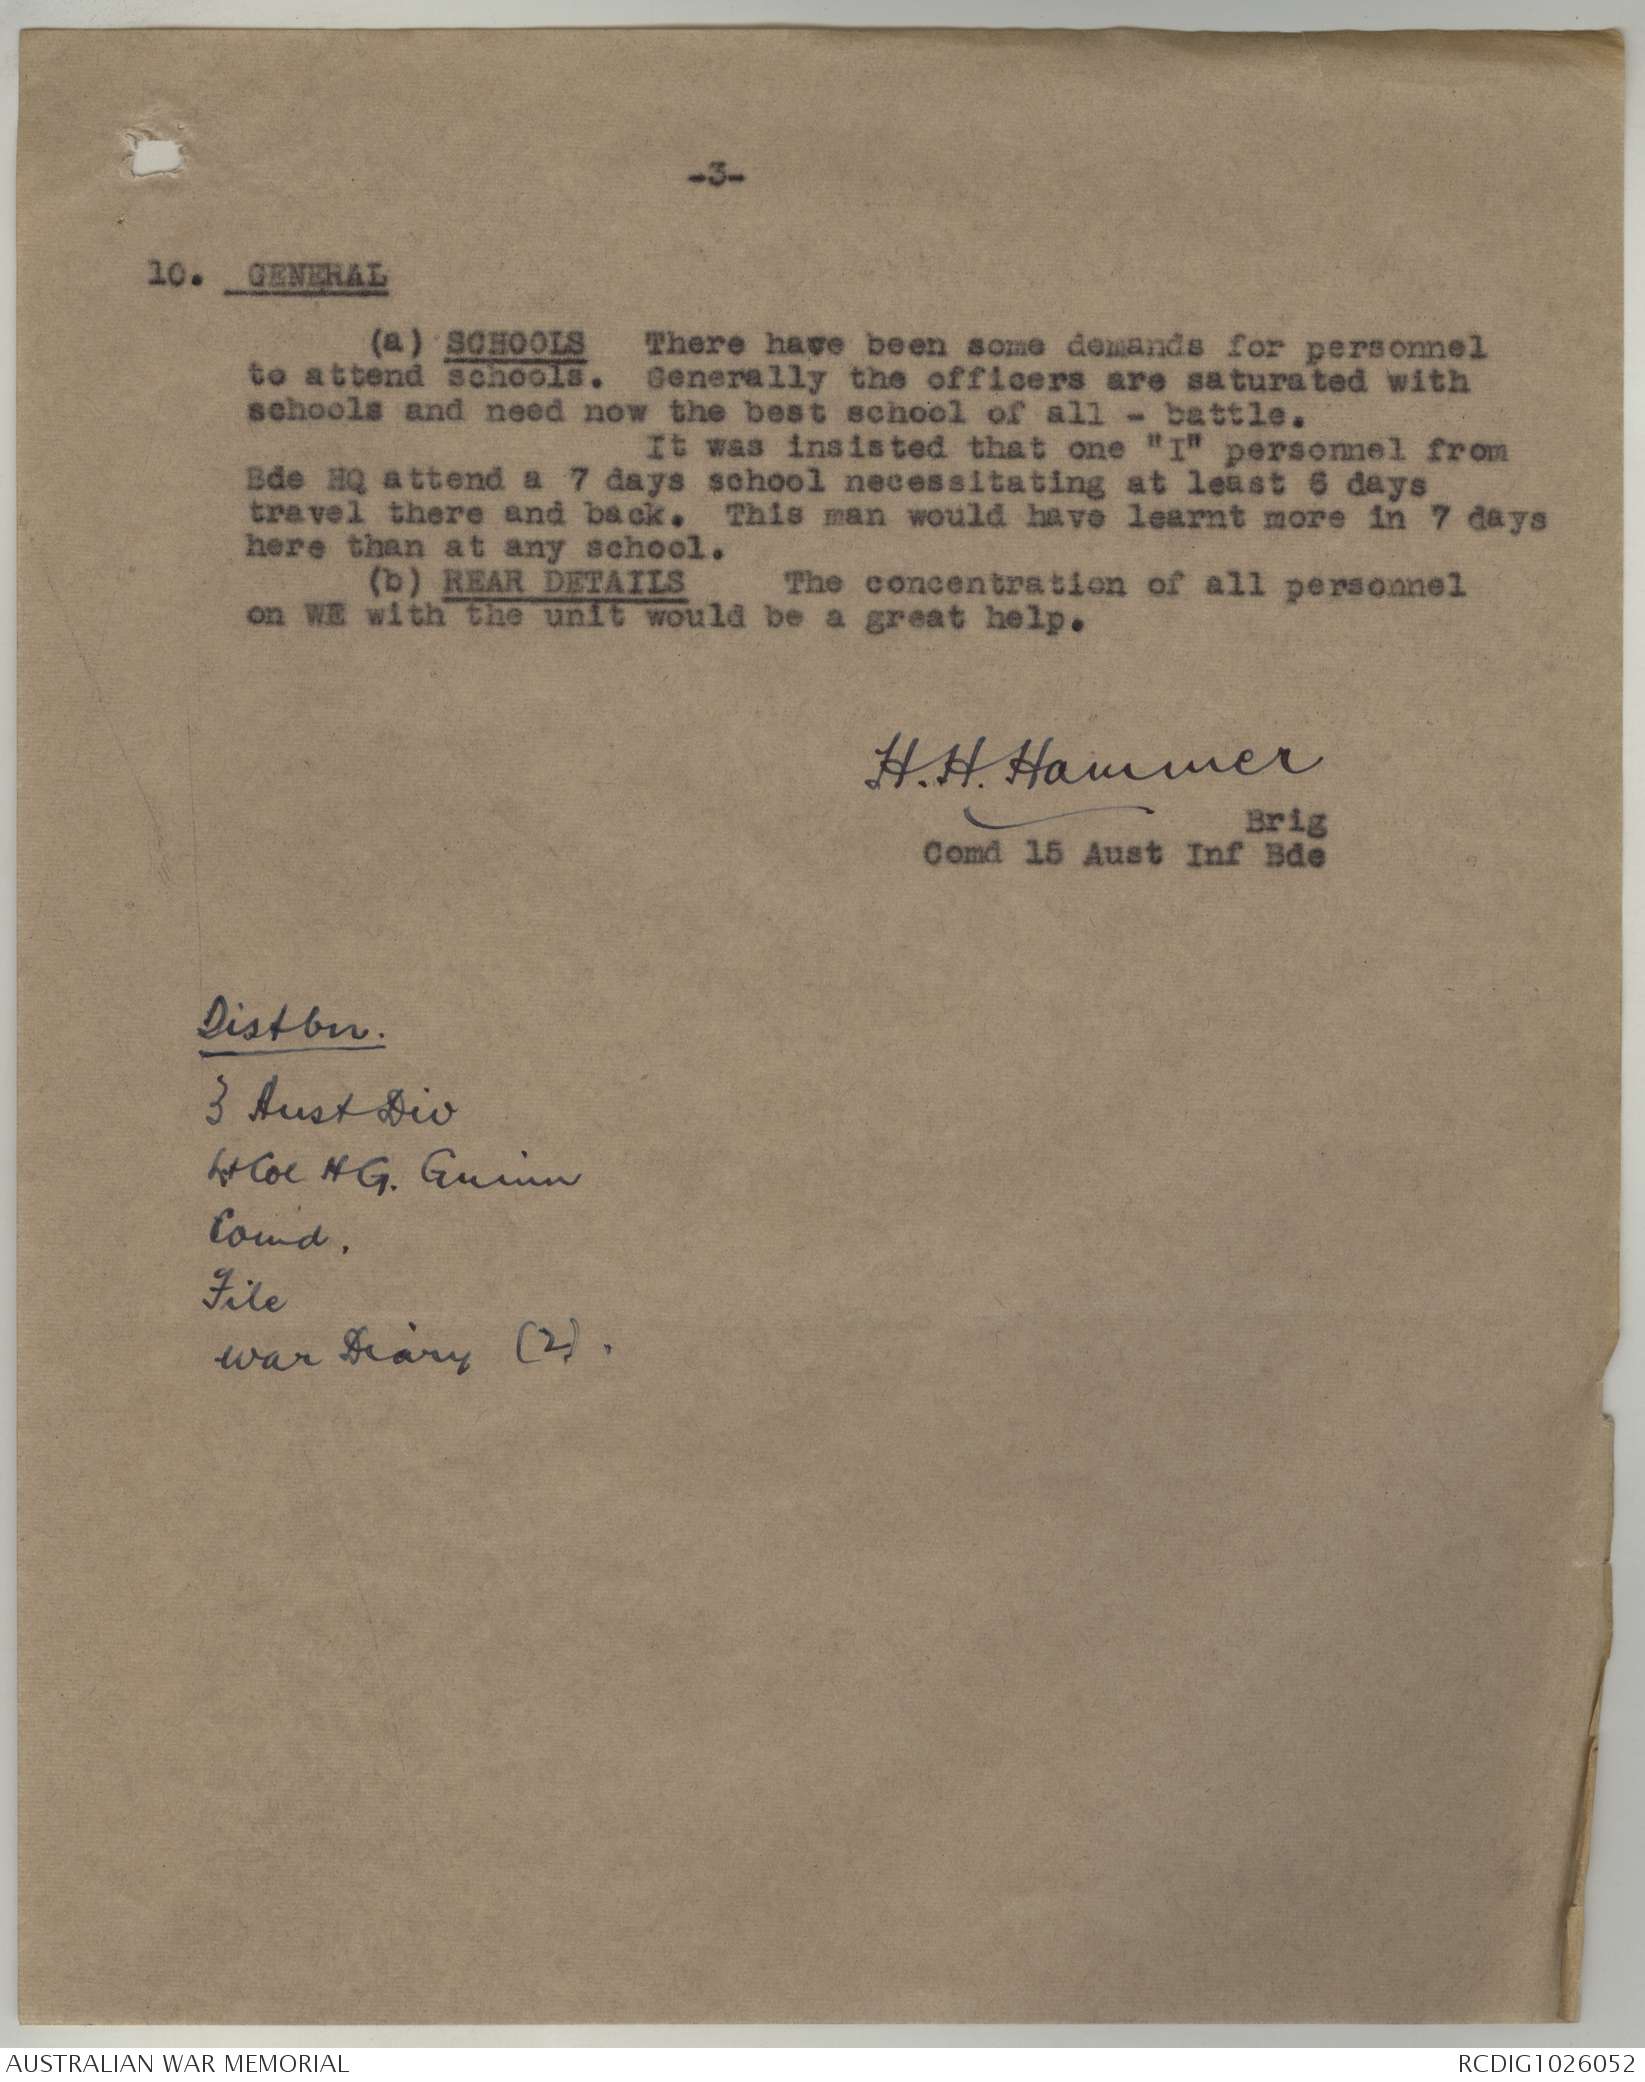 -3-
10. GENERAL
(a) SCHOOLS There have been some demands for personnel
to attend schools. Generally the officers are saturated with
schools and need now the best school of all - battle.
It was insisted that one "I" personnel from
Bde HQ attend a 7 days school necessitating at least 6 days
travel there and back. This man would have learnt more in 7 days
here than at any school.
(b) REAR DETAILS The concentration of all personnel
on WE with the unit would be a great help.
H.H. Hammer
Brig
Comd 15 Aust Inf Bde
Distbn.
3 Aust Div
Lt Col HG. Guinn
Comd.
File
War Diary (2).
AUSTRALIAN WAR MEMORIAL
RCDIG1026052